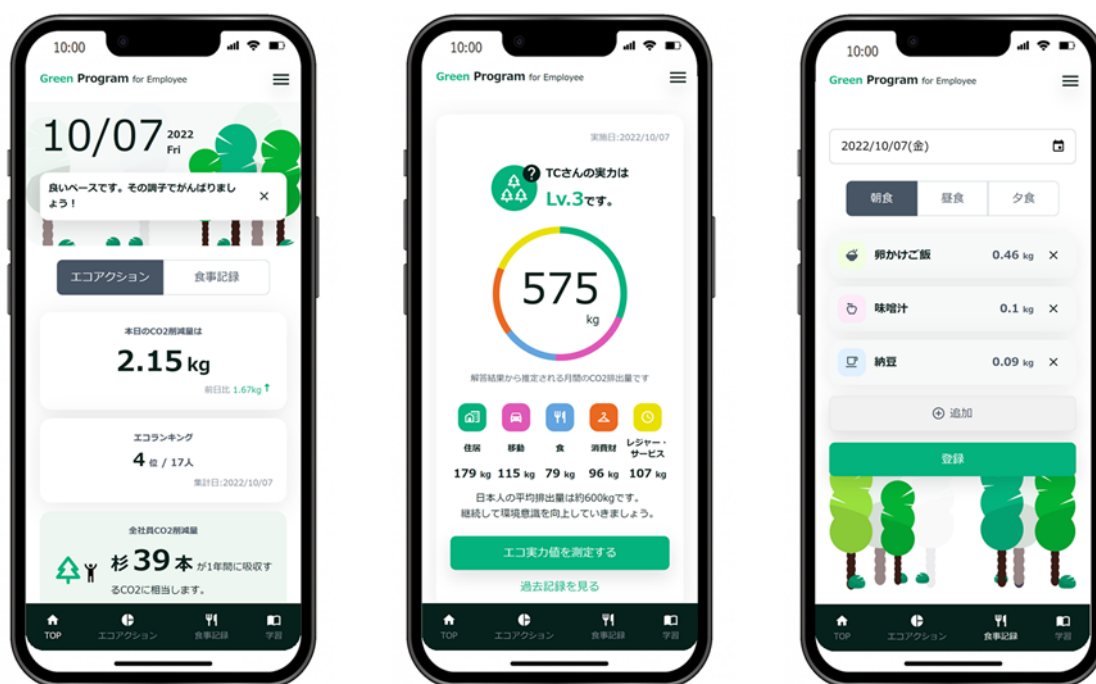 10:00
Green Program for Employee
10/07 2022 Fri
良いペースです。その調子でがんばりまし
ょう！
エコアクション 食事記録
本日のCO2削減量は
2.15 kg
前日比 1.67kg
エコランキング
4 位 / 17人
集計日:2022/10/07
全社員CO2削減量
杉 39 本 が1年間に吸収す
るCO2に相当します。
TOP エコアクション 食事記録 学習
10:00
Green Program for Employee
実施日:2022/10/07
TCさんの実力は
Lv.3です。
575
kg
解答結果から推定される月間のCO2排出量です
住居 移動 食 消費財 レジャー・
サービス
179 kg 115 kg 79 kg 96 kg 107 kg
日本人の平均排出量は約600kgです。
継続して環境意識を向上していきましょう。
エコ実力値を測定する
過去記録を見る
TOP エコアクション 食事記録 学習
10:00
Green Program for Employee
2022/10/07(金)
朝食 昼食 夕食
卵かけご飯 0.46 kg
味噌汁 0.1 kg
納豆 0.09 kg
追加
登録
TOP エコアクション 食事記録 学習